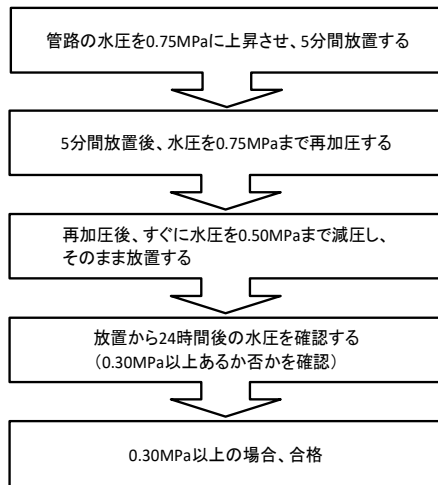 管路の水圧を0.75MPaに上昇させ、5分間放置する
5分間放置後、水圧を0.75MPaまで再加圧する
再加圧後、すぐに水圧を0.50MPaまで減圧し、
そのまま放置する
放置から24時間後の水圧を確認する
（0.30MPa以上あるか否かを確認）
0.30MPa以上の場合、合格